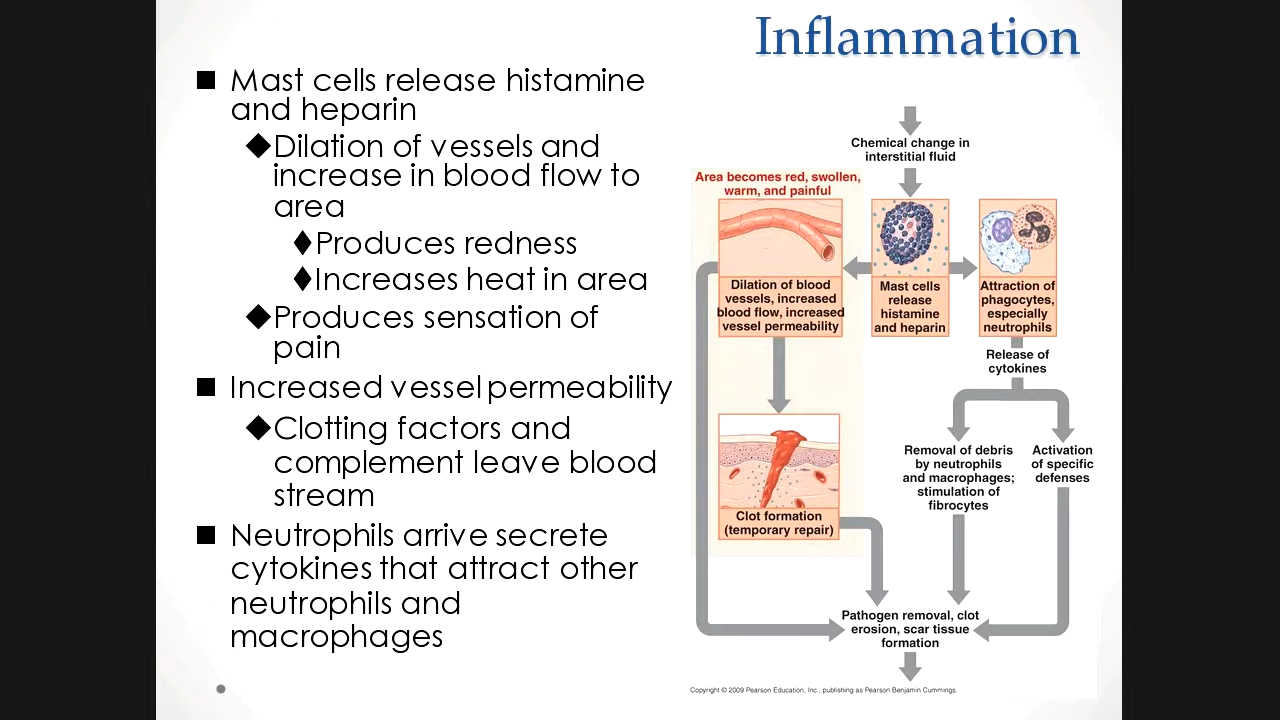 Inflammation
■ Mast cells release histamine
and heparin
◆Dilation of vessels and
increase in blood flow to
area
♦Produces redness
♦Increases heat in area
◆Produces sensation of
pain
■ Increased vessel permeability
◆Clotting factors and
complement leave blood
stream
■ Neutrophils arrive secrete
cytokines that attract other
neutrophils and
macrophages
Chemical change in
interstitial fluid
Area becomes red, swollen,
warm, and painful
Dilation of blood
vessels, increased
blood flow, increased
vessel permeability
Mast cells
release
histamine
and heparin
Attraction of
phagocytes,
especially
neutrophils
Release of
cytokines
Removal of debris
by neutrophils
and macrophages;
stimulation of
fibrocytes
Activation
of specific
defenses
Clot formation
(temporary repair)
Pathogen removal, clot
erosion, scar tissue
formation
Copyright © 2009 Pearson Education, Inc., publishing as Pearson Benjamin Cummings.